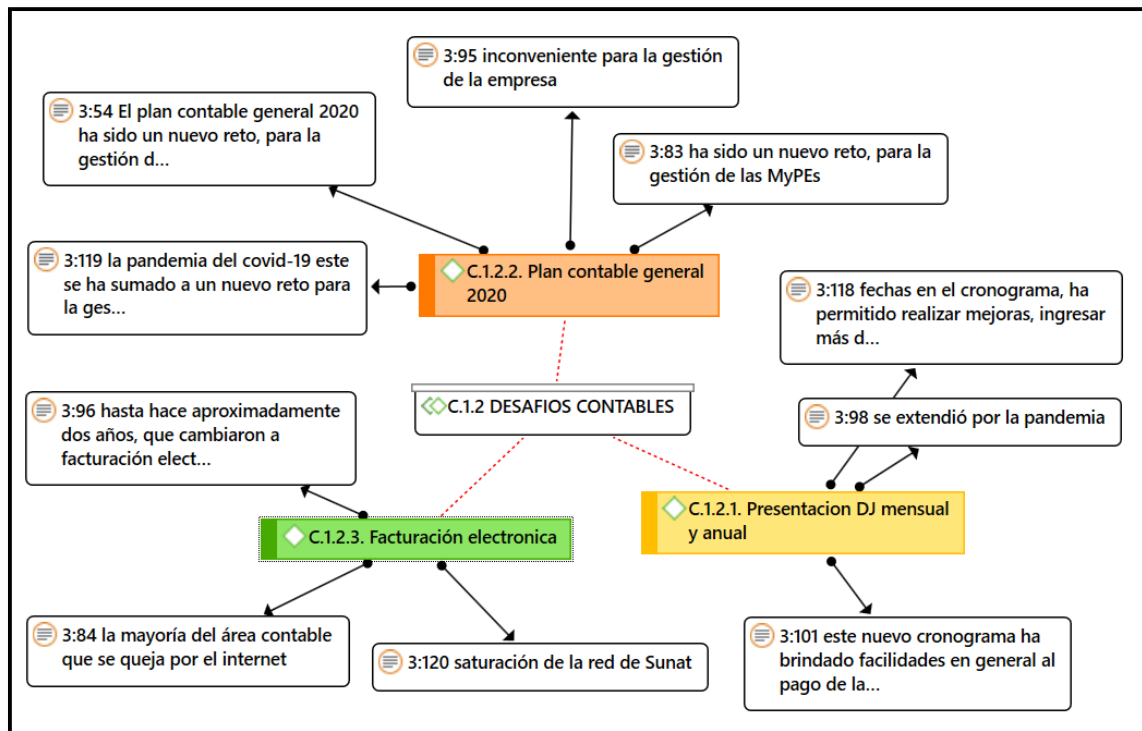 3:95 inconveniente para la gestión
de la empresa
3:54 El plan contable general 2020
ha sido un nuevo reto, para la
gestión d...
3:83 ha sido un nuevo reto, para la
gestión de las MyPEs
3:119 la pandemia del covid-19 este
se ha sumado a un nuevo reto para
la ges...
C.1.2.2. Plan contable general
2020
3:118 fechas en el cronograma, ha
permitido realizar mejoras, ingresar
más d...
C.1.2 DESAFIOS CONTABLES
3:96 hasta hace aproximadamente
dos años, que cambiaron a
facturación elect...
3:98 se extendió por la pandemia
C.1.2.3. Facturación electronica
C.1.2.1. Presentacion DJ mensual
y anual
3:84 la mayoría del área contable
que se queja por el internet
3:120 saturación de la red de Sunat
3:101 este nuevo cronograma ha
brindado facilidades en general al
pago de la...